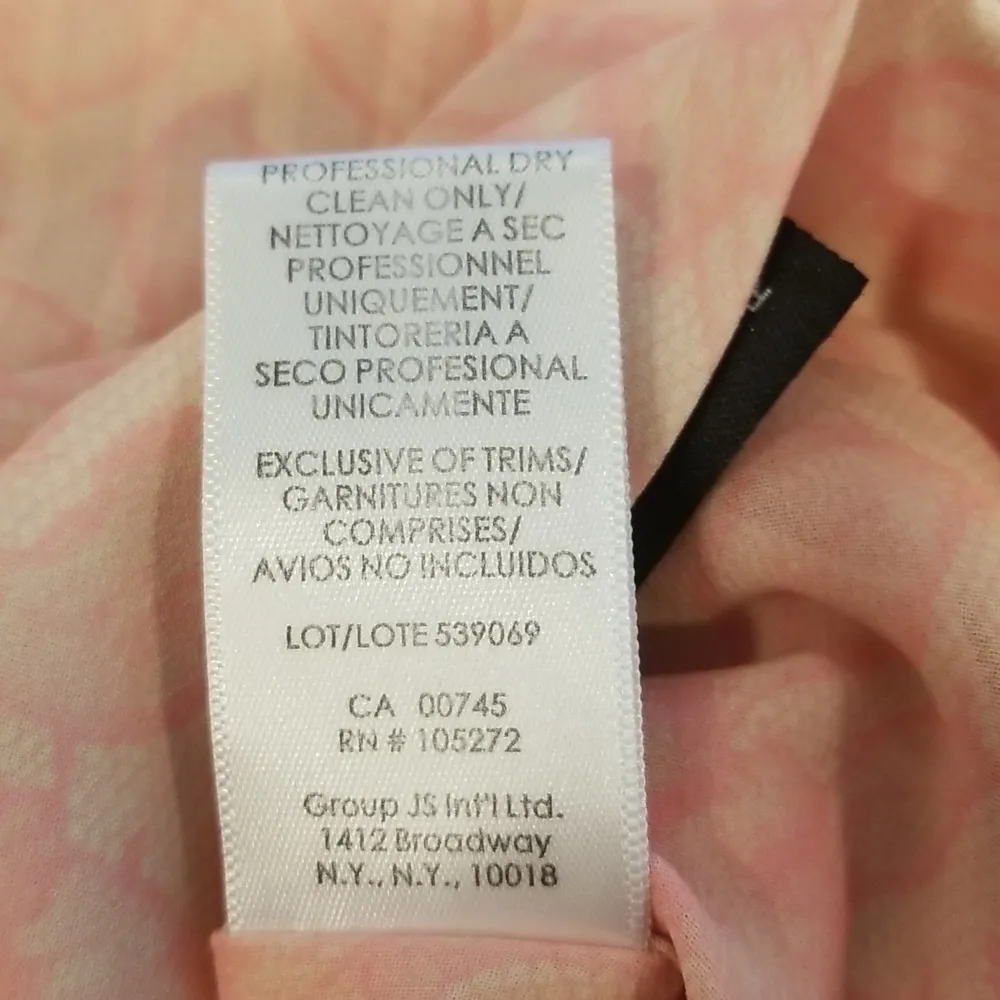 PROFESSIONAL DRY
CLEAN ONLY/
NETTOYAGE A SEC
PROFESSIONNEL
UNIQUEMENT/
TINTORERIA A
SECO PROFESIONAL
UNICAMENTE
EXCLUSIVE OF TRIMS/
GARNITURES NON
COMPRISES/
AVIOS NO INCLUIDOS
LOT/LOTE 539069
CA 00745
RN # 105272
Group JS Int'l Ltd.
1412 Broadway
N.Y., N.Y., 10018